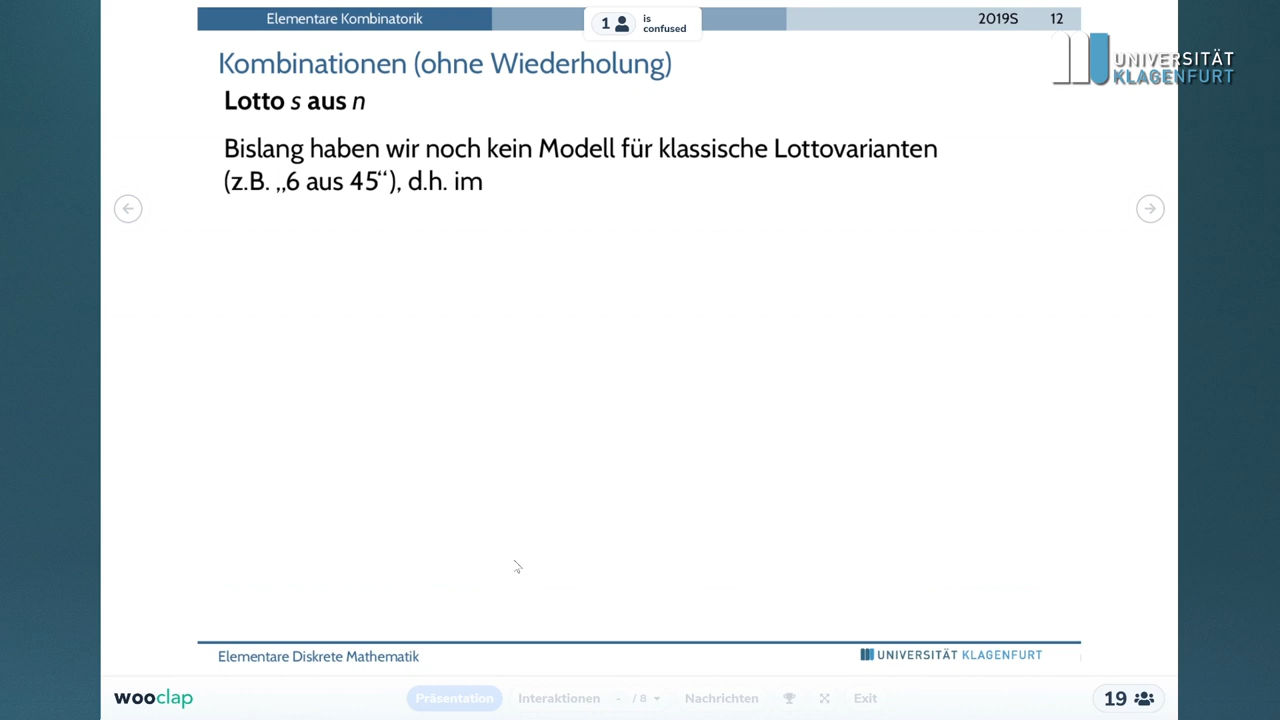 Elementare Kombinatorik
2019S 12
1 is confused
UNIVERSITÄT
KLAGENFURT
Kombinationen (ohne Wiederholung)
Lotto s aus n
Bislang haben wir noch kein Modell für klassische Lottovarianten
(z.B. „6 aus 45“), d.h. im
Elementare Diskrete Mathematik
UNIVERSITÄT KLAGENFURT
wooclap
Präsentation
Interaktionen - / 8
Nachrichten
Exit
19